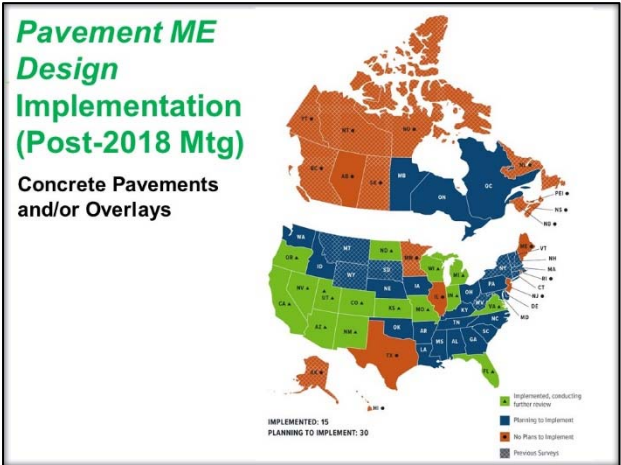 Pavement ME
Design
Implementation
(Post-2018 Mtg)
Concrete Pavements
and/or Overlays
YT
NT
NU
BC
AB
SK
MB
ON
QC
NL
PEI
NS
NB
WA
MT
ND
MN
OR
ID
WY
SD
WI
MI
ME
VT
NH
MA
RI
CT
NJ
DE
MD
NV
UT
CO
NE
IA
IL
IN
OH
PA
NY
CA
AZ
NM
KS
MO
KY
WV
VA
OK
AR
TN
NC
SC
TX
LA
MS
AL
GA
FL
AK
HI
IMPLEMENTED: 15
PLANNING TO IMPLEMENT: 30
Implemented, conducting
further review
Planning to Implement
No Plans to Implement
Previous Surveys